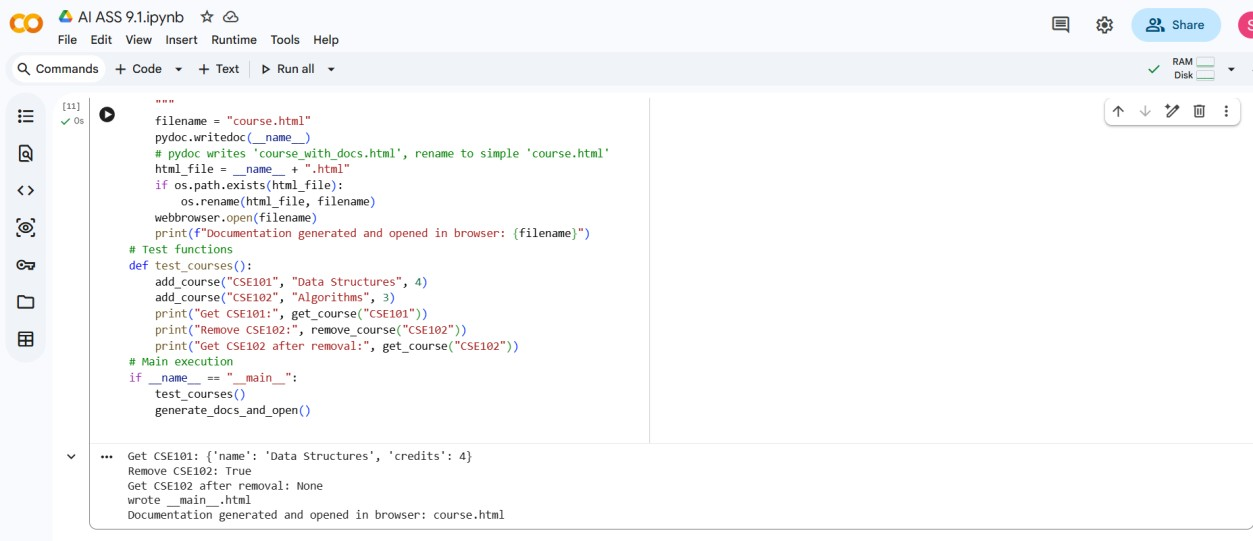 AI ASS 9.1.ipynb
File Edit View Insert Runtime Tools Help
Share
S
Commands + Code + Text Run all
RAM
Disk
[11]
0s
"""
filename = "course.html"
pydoc.writedoc(__name__)
# pydoc writes 'course_with_docs.html', rename to simple 'course.html'
html_file = __name__ + ".html"
if os.path.exists(html_file):
    os.rename(html_file, filename)
webbrowser.open(filename)
print(f"Documentation generated and opened in browser: {filename}")
# Test functions
def test_courses():
    add_course("CSE101", "Data Structures", 4)
    add_course("CSE102", "Algorithms", 3)
    print("Get CSE101:", get_course("CSE101"))
    print("Remove CSE102:", remove_course("CSE102"))
    print("Get CSE102 after removal:", get_course("CSE102"))
# Main execution
if __name__ == "__main__":
    test_courses()
    generate_docs_and_open()
Get CSE101: {'name': 'Data Structures', 'credits': 4}
Remove CSE102: True
Get CSE102 after removal: None
wrote __main__.html
Documentation generated and opened in browser: course.html